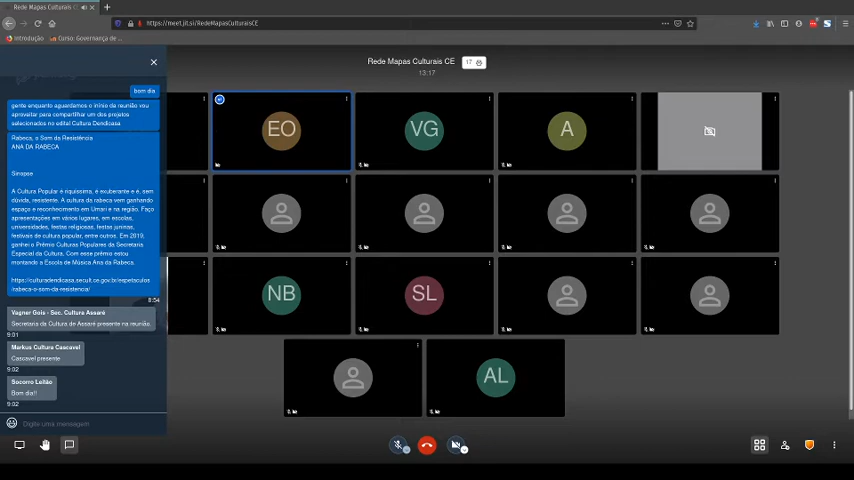 Rede Mapas Culturais C
https://meet.jit.si/RedeMapasCulturaisCE
Introdução
Curso: Governança de ...
Rede Mapas Culturais CE
17
13:17
bom dia
gente enquanto aguardamos o início da reunião vou
aproveitar para compartilhar um dos projetos
selecionados no edital Cultura Dendicasa
Rabeca, o Som da Resistência
ANA DA RABECA
Sinopse
A Cultura Popular é riquíssima, é exuberante e é, sem
dúvida, resistente. A cultura da rabeca vem ganhando
espaço e reconhecimento em Umari e na região. Faço
apresentações em vários lugares, em escolas,
universidades, festas religiosas, festas juninas,
festivais de cultura popular, entre outros. Em 2019,
ganhei o Prêmio Culturas Populares da Secretaria
Especial da Cultura. Com esse prêmio estou
montando a Escola de Música Ana da Rabeca.
https://culturadendicasa.secult.ce.gov.br/espetaculos
/rabeca-o-som-da-resistencia/
8:54
Vagner Gois - Sec. Cultura Assaré
Secretaria da Cultura de Assaré presente na reunião.
9:01
Markus Cultura Cascavel
Cascavel presente
9:02
Socorro Leitão
Bom dia!!
9:02
Digite uma mensagem
EO
VG
A
NB
SL
AL